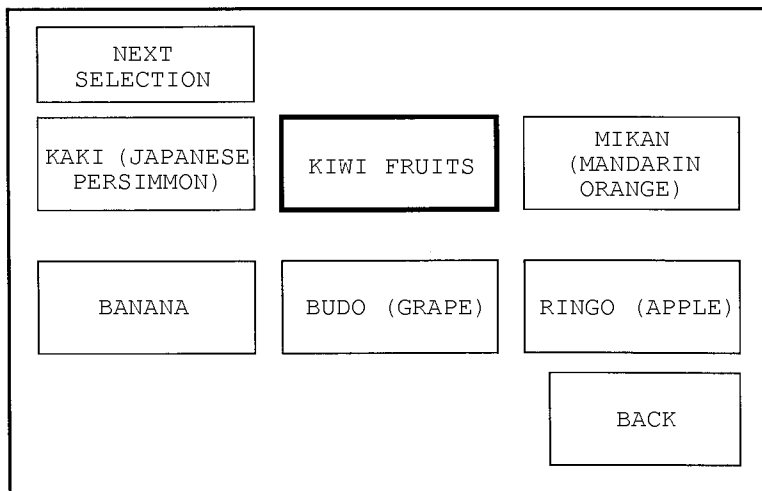 NEXT
SELECTION
KAKI (JAPANESE
PERSIMMON)
KIWI FRUITS
MIKAN
(MANDARIN
ORANGE)
BANANA
BUDO (GRAPE)
RINGO (APPLE)
BACK